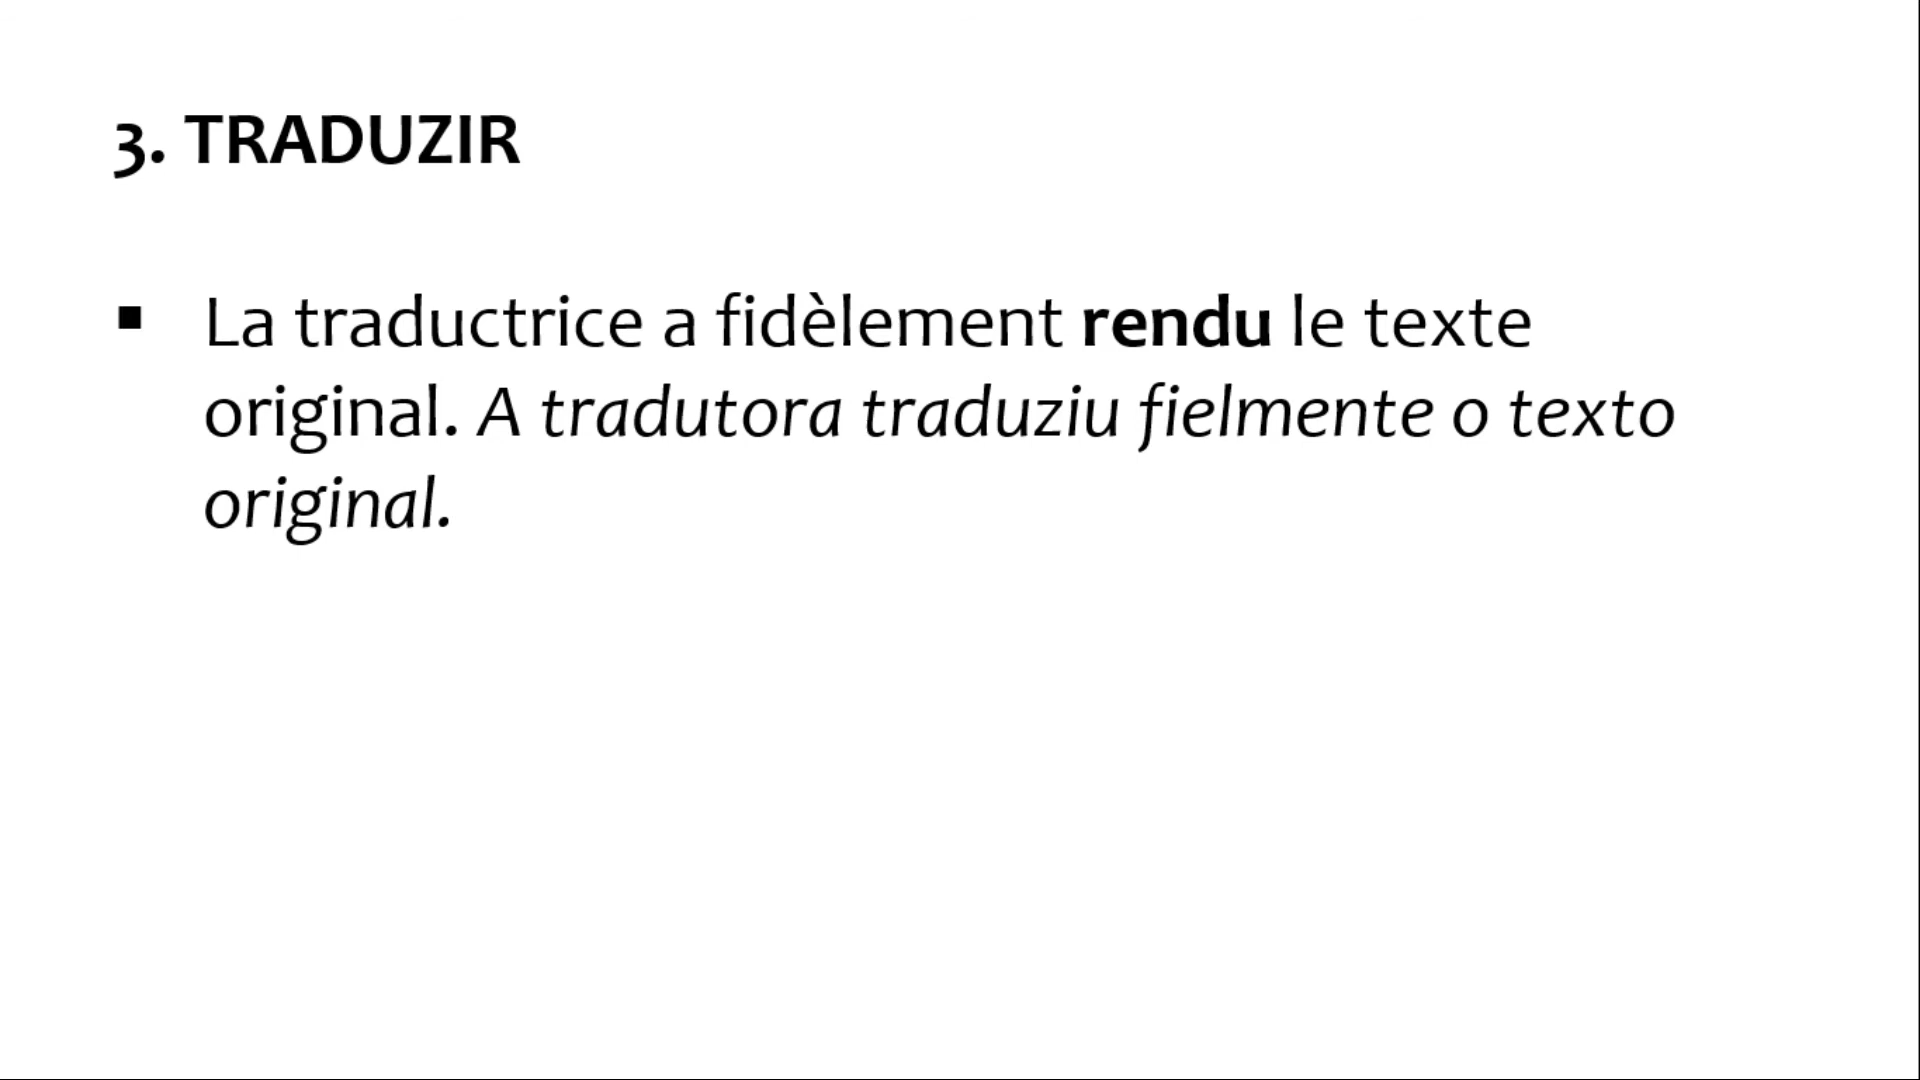 3. TRADUZIR
▪ La traductrice a fidèlement rendu le texte
original. A tradutora traduziu fielmente o texto
original.